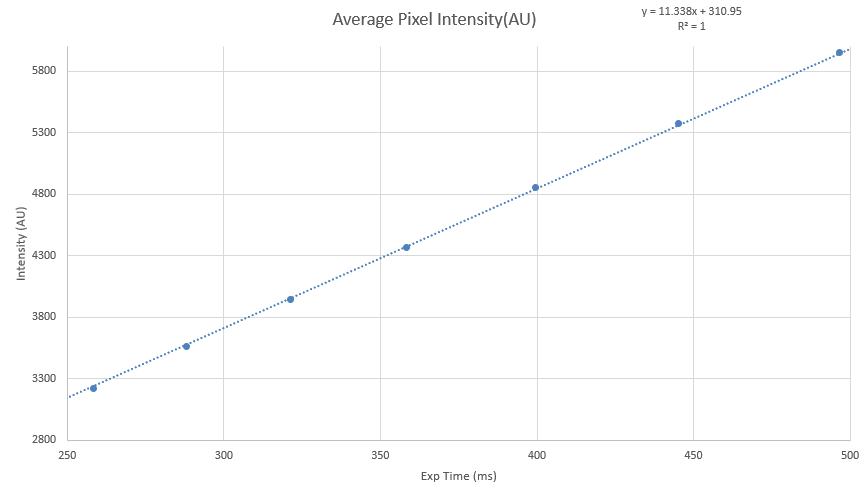 Average Pixel Intensity(AU)
y = 11.338x + 310.95
R² = 1
5800
5300
4800
4300
3800
3300
2800
Intensity (AU)
250 300 350 400 450 500
Exp Time (ms)